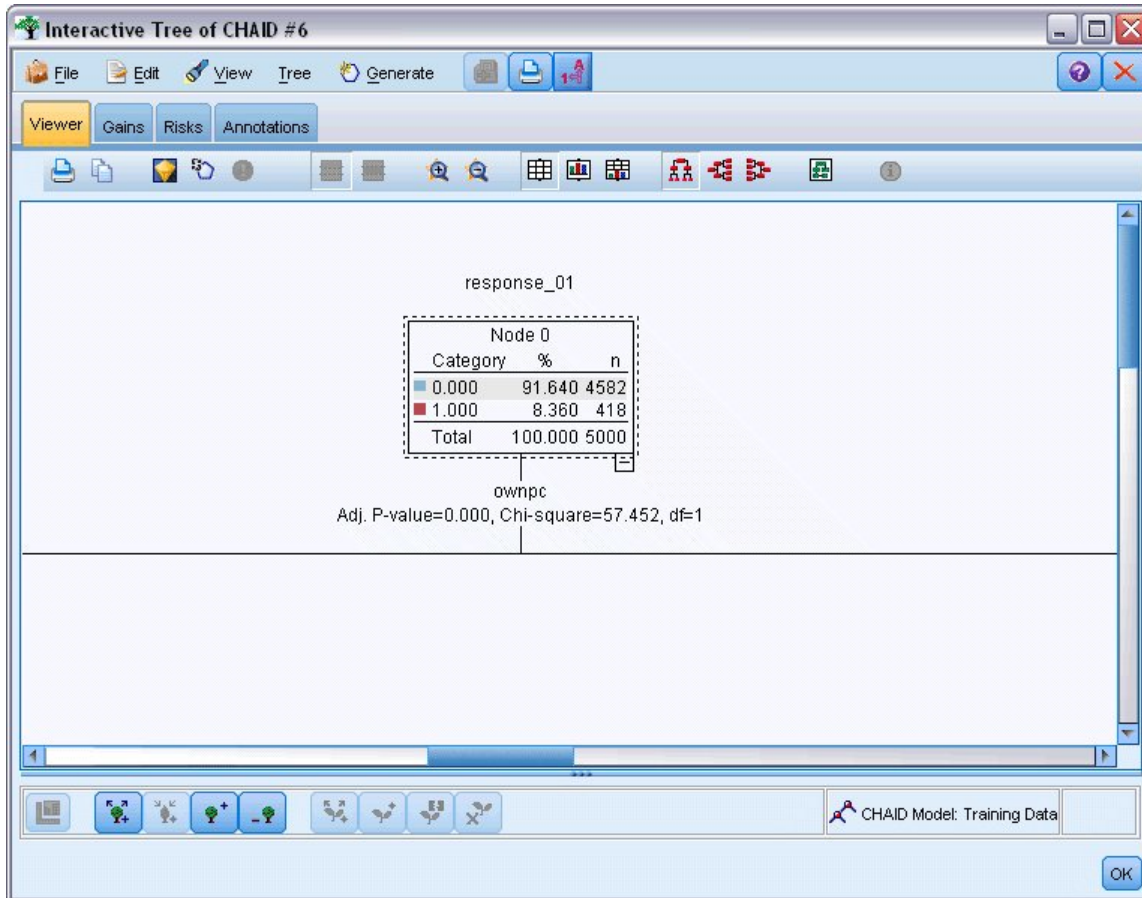 Interactive Tree of CHAID #6
File Edit View Tree Generate
Viewer Gains Risks Annotations
response_01
Node 0
Category % n
0.000 91.640 4582
1.000 8.360 418
Total 100.000 5000
ownpc
Adj. P-value=0.000, Chi-square=57.452, df=1
CHAID Model: Training Data
OK